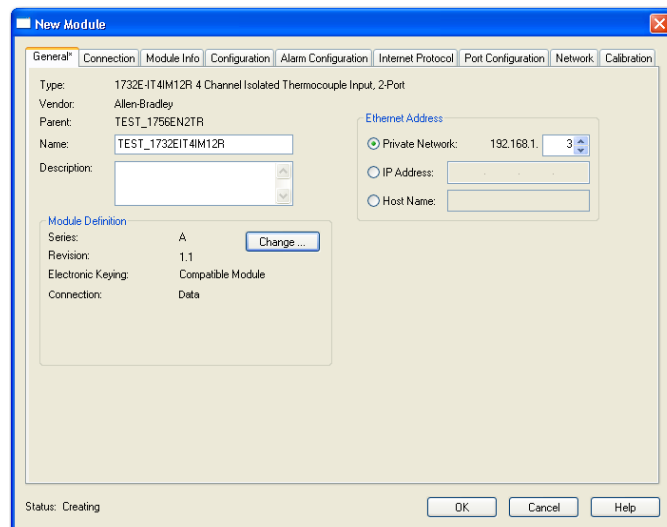 New Module
General* Connection Module Info Configuration Alarm Configuration Internet Protocol Port Configuration Network Calibration
Type: 1732E-IT4IM12R 4 Channel Isolated Thermocouple Input, 2-Port
Vendor: Allen-Bradley
Parent: TEST_1756EN2TR
Name: TEST_1732EIT4IM12R
Description:
Ethernet Address
Private Network: 192.168.1. 3
IP Address: . . .
Host Name:
Module Definition
Series: A Change ...
Revision: 1.1
Electronic Keying: Compatible Module
Connection: Data
Status: Creating OK Cancel Help